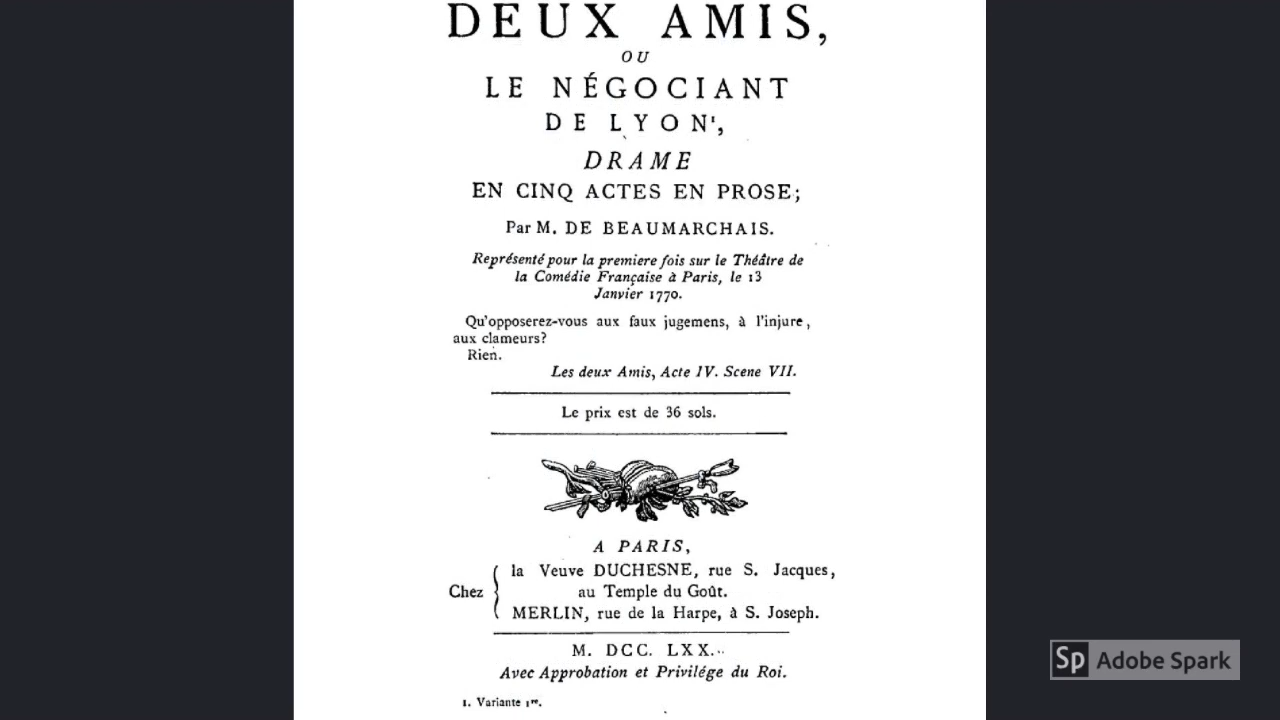 DEUX AMIS,
OU
LE NÉGOCIANT
DE LYON¹,
DRAME
EN CINQ ACTES EN PROSE;
Par M. DE BEAUMARCHAIS.
Représenté pour la premiere fois sur le Théâtre de
la Comédie Française à Paris, le 13
Janvier 1770.
Qu'opposerez-vous aux faux jugemens, à l'injure,
aux clameurs?
Rien.
Les deux Amis, Acte IV. Scene VII.
Le prix est de 36 sols.
A PARIS,
la Veuve DUCHESNE, rue S. Jacques,
Chez { au Temple du Goût.
MERLIN, rue de la Harpe, à S. Joseph.
M. DCC. LXX.
Avec Approbation et Privilége du Roi.
1. Variante 1re.
Sp Adobe Spark